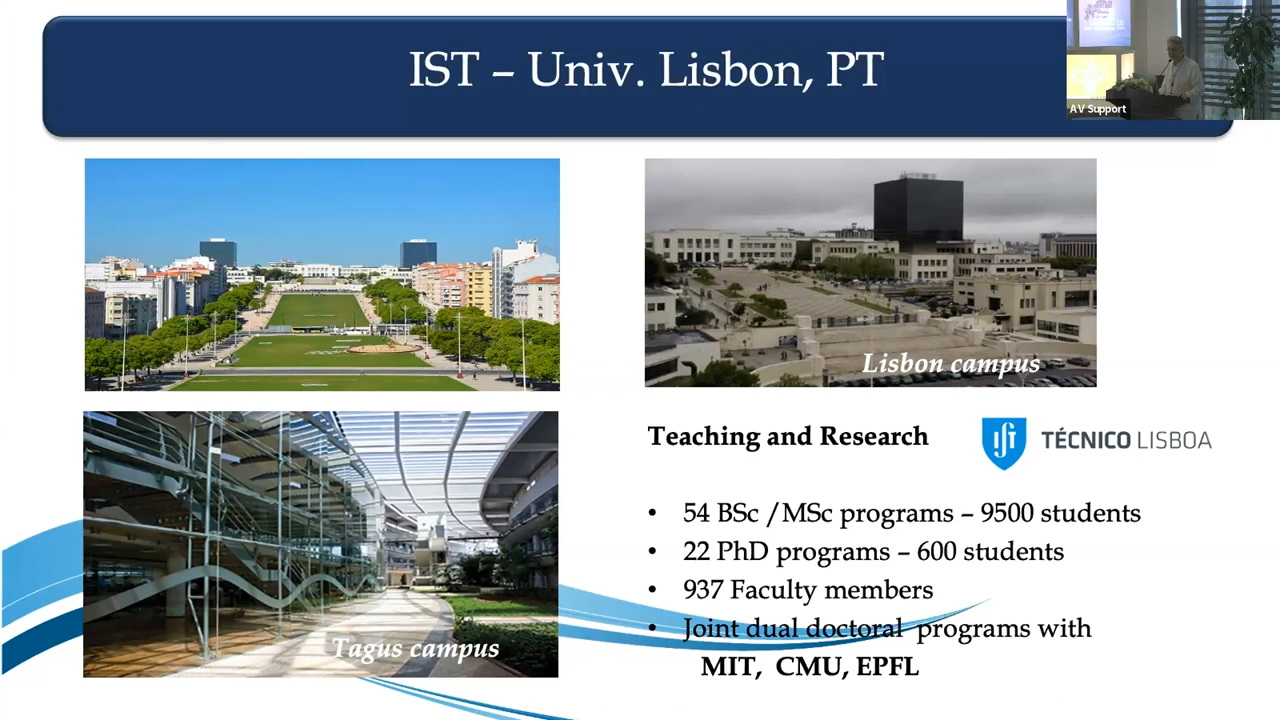 IST – Univ. Lisbon, PT
AV Support
Lisbon campus
Tagus campus
Teaching and Research
TÉCNICO LISBOA
• 54 BSc /MSc programs – 9500 students
• 22 PhD programs – 600 students
• 937 Faculty members
• Joint dual doctoral programs with
MIT, CMU, EPFL